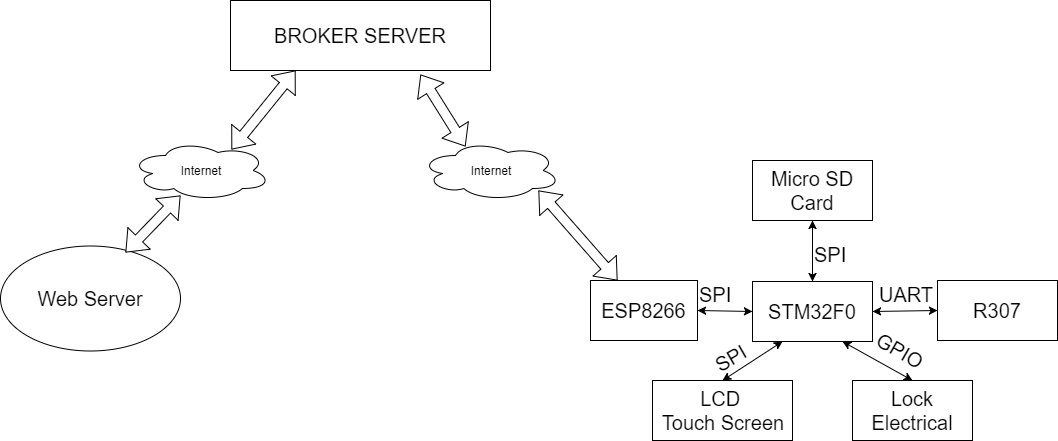 BROKER SERVER
Internet
Internet
Micro SD
Card
SPI
Web Server
ESP8266
SPI
STM32F0
UART
R307
SPI
GPIO
LCD
Touch Screen
Lock
Electrical